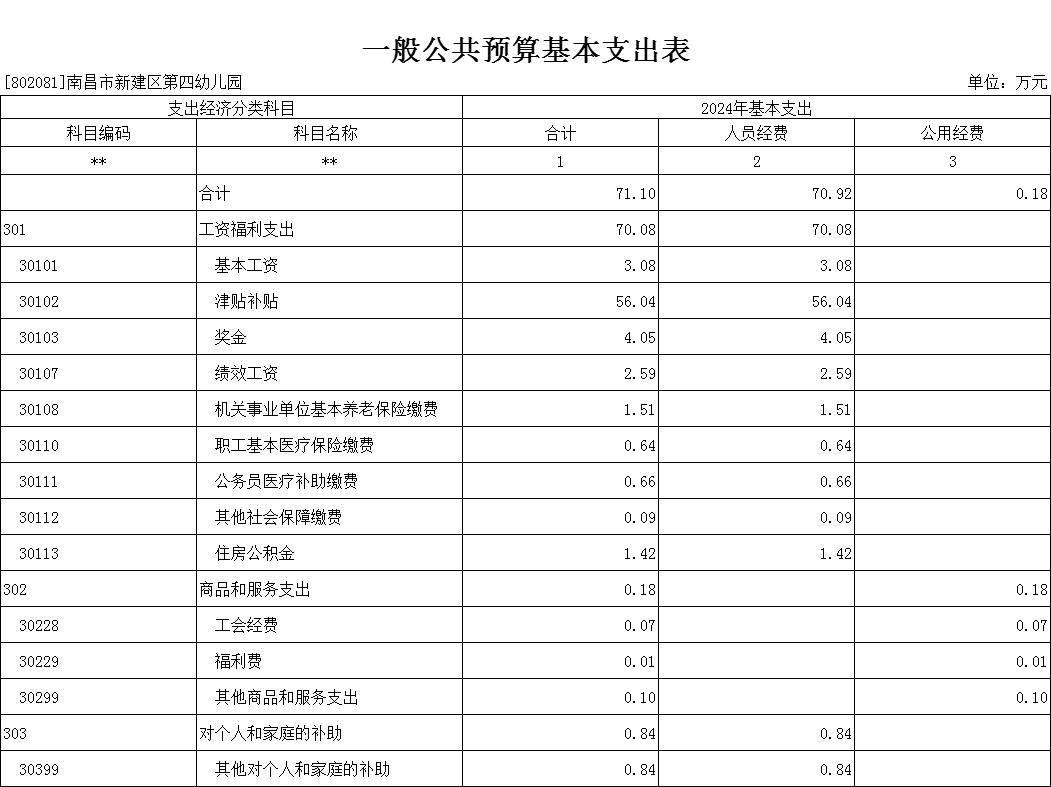 一般公共预算基本支出表
[802081]南昌市新建区第四幼儿园 单位：万元
支出经济分类科目 2024年基本支出
科目编码 科目名称 合计 人员经费 公用经费
** ** 1 2 3
合计 71.10 70.92 0.18
301 工资福利支出 70.08 70.08
30101 基本工资 3.08 3.08
30102 津贴补贴 56.04 56.04
30103 奖金 4.05 4.05
30107 绩效工资 2.59 2.59
30108 机关事业单位基本养老保险缴费 1.51 1.51
30110 职工基本医疗保险缴费 0.64 0.64
30111 公务员医疗补助缴费 0.66 0.66
30112 其他社会保障缴费 0.09 0.09
30113 住房公积金 1.42 1.42
302 商品和服务支出 0.18 0.18
30228 工会经费 0.07 0.07
30229 福利费 0.01 0.01
30299 其他商品和服务支出 0.10 0.10
303 对个人和家庭的补助 0.84 0.84
30399 其他对个人和家庭的补助 0.84 0.84